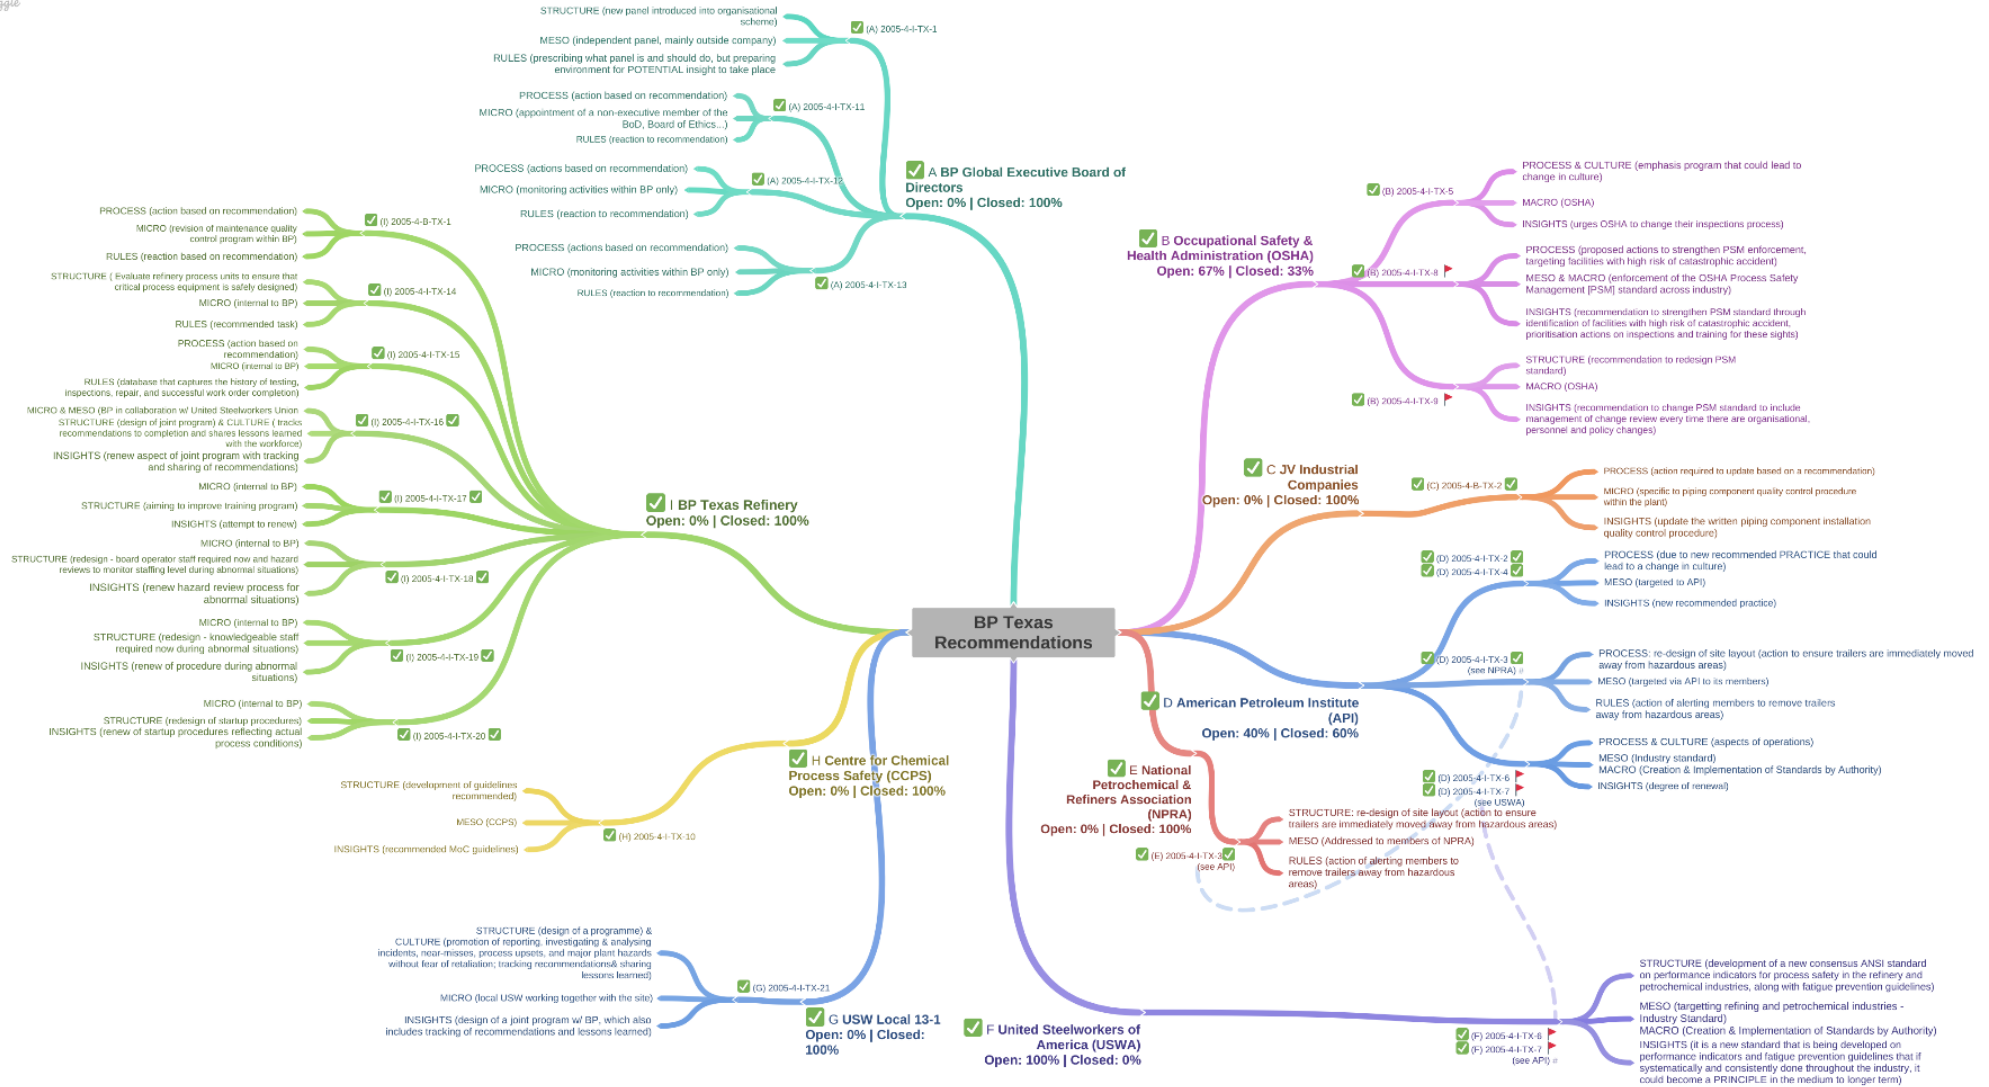 STRUCTURE (new panel introduced into organisational
scheme)
MESO (independent panel, mainly outside company)
RULES (prescribing what panel is and should do, but preparing
environment for POTENTIAL insight to take place
(A) 2005-4-I-TX-1
PROCESS (action based on recommendation)
MICRO (appointment of a non-executive member of the
BoD, Board of Ethics...)
RULES (reaction to recommendation)
(A) 2005-4-I-TX-11
PROCESS (actions based on recommendation)
MICRO (monitoring activities within BP only)
RULES (reaction to recommendation)
(A) 2005-4-I-TX-12
PROCESS (actions based on recommendation)
MICRO (monitoring activities within BP only)
RULES (reaction to recommendation)
(A) 2005-4-I-TX-13
A BP Global Executive Board of
Directors
Open: 0% | Closed: 100%
PROCESS (action based on recommendation)
MICRO (revision of maintenance quality
control program within BP)
RULES (reaction based on recommendation)
(I) 2005-4-B-TX-1
STRUCTURE ( Evaluate refinery process units to ensure that
critical process equipment is safely designed)
MICRO (internal to BP)
RULES (recommended task)
(I) 2005-4-I-TX-14
PROCESS (action based on
recommendation)
MICRO (internal to BP)
RULES (database that captures the history of testing,
inspections, repair, and successful work order completion)
(I) 2005-4-I-TX-15
MICRO & MESO (BP in collaboration w/ United Steelworkers Union
STRUCTURE (design of joint program) & CULTURE ( tracks
recommendations to completion and shares lessons learned
with the workforce)
INSIGHTS (renew aspect of joint program with tracking
and sharing of recommendations)
(I) 2005-4-I-TX-16
MICRO (internal to BP)
STRUCTURE (aiming to improve training program)
INSIGHTS (attempt to renew)
(I) 2005-4-I-TX-17
MICRO (internal to BP)
STRUCTURE (redesign - board operator staff required now and hazard
reviews to monitor staffing level during abnormal situations)
INSIGHTS (renew hazard review process for
abnormal situations)
(I) 2005-4-I-TX-18
MICRO (internal to BP)
STRUCTURE (redesign - knowledgeable staff
required now during abnormal situations)
INSIGHTS (renew of procedure during abnormal
situations)
(I) 2005-4-I-TX-19
MICRO (internal to BP)
STRUCTURE (redesign of startup procedures)
INSIGHTS (renew of startup procedures reflecting actual
process conditions)
(I) 2005-4-I-TX-20
I BP Texas Refinery
Open: 0% | Closed: 100%
BP Texas
Recommendations
B Occupational Safety &
Health Administration (OSHA)
Open: 67% | Closed: 33%
(B) 2005-4-I-TX-5
PROCESS & CULTURE (emphasis program that could lead to
change in culture)
MACRO (OSHA)
INSIGHTS (urges OSHA to change their inspections process)
(B) 2005-4-I-TX-8
PROCESS (proposed actions to strengthen PSM enforcement,
targeting facilities with high risk of catastrophic accident)
MESO & MACRO (enforcement of the OSHA Process Safety
Management [PSM] standard across industry)
INSIGHTS (recommendation to strengthen PSM standard through
identification of facilities with high risk of catastrophic accident,
prioritisation actions on inspections and training for these sights)
(B) 2005-4-I-TX-9
STRUCTURE (recommendation to redesign PSM
standard)
MACRO (OSHA)
INSIGHTS (recommendation to change PSM standard to include
management of change review every time there are organisational,
personnel and policy changes)
C JV Industrial
Companies
Open: 0% | Closed: 100%
(C) 2005-4-B-TX-2
PROCESS (action required to update based on a recommendation)
MICRO (specific to piping component quality control procedure
within the plant)
INSIGHTS (update the written piping component installation
quality control procedure)
D American Petroleum Institute
(API)
Open: 40% | Closed: 60%
(D) 2005-4-I-TX-2
(D) 2005-4-I-TX-4
PROCESS (due to new recommended PRACTICE that could
lead to a change in culture)
MESO (targeted to API)
INSIGHTS (new recommended practice)
(D) 2005-4-I-TX-3
(see NPRA)
PROCESS: re-design of site layout (action to ensure trailers are immediately moved
away from hazardous areas)
MESO (targeted via API to its members)
RULES (action of alerting members to remove trailers
away from hazardous areas)
(D) 2005-4-I-TX-6
(D) 2005-4-I-TX-7
(see USWA)
PROCESS & CULTURE (aspects of operations)
MESO (Industry standard)
MACRO (Creation & Implementation of Standards by Authority)
INSIGHTS (degree of renewal)
E National
Petrochemical &
Refiners Association
(NPRA)
Open: 0% | Closed: 100%
(E) 2005-4-I-TX-3
(see API)
STRUCTURE: re-design of site layout (action to ensure
trailers are immediately moved away from hazardous areas)
MESO (Addressed to members of NPRA)
RULES (action of alerting members to
remove trailers away from hazardous
areas)
H Centre for Chemical
Process Safety (CCPS)
Open: 0% | Closed: 100%
STRUCTURE (development of guidelines
recommended)
MESO (CCPS)
INSIGHTS (recommended MoC guidelines)
(H) 2005-4-I-TX-10
STRUCTURE (design of a programme) &
CULTURE (promotion of reporting, investigating & analysing
incidents, near-misses, process upsets, and major plant hazards
without fear of retaliation; tracking recommendations& sharing
lessons learned)
MICRO (local USW working together with the site)
INSIGHTS (design of a joint program w/ BP, which also
includes tracking of recommendations and lessons learned)
(G) 2005-4-I-TX-21
G USW Local 13-1
Open: 0% | Closed:
100%
F United Steelworkers of
America (USWA)
Open: 100% | Closed: 0%
(F) 2005-4-I-TX-6
(F) 2005-4-I-TX-7
(see API)
STRUCTURE (development of a new consensus ANSI standard
on performance indicators for process safety in the refinery and
petrochemical industries, along with fatigue prevention guidelines)
MESO (targetting refining and petrochemical industries -
Industry Standard)
MACRO (Creation & Implementation of Standards by Authority)
INSIGHTS (it is a new standard that is being developed on
performance indicators and fatigue prevention guidelines that if
systematically and consistently done throughout the industry, it
could become a PRINCIPLE in the medium to longer term)